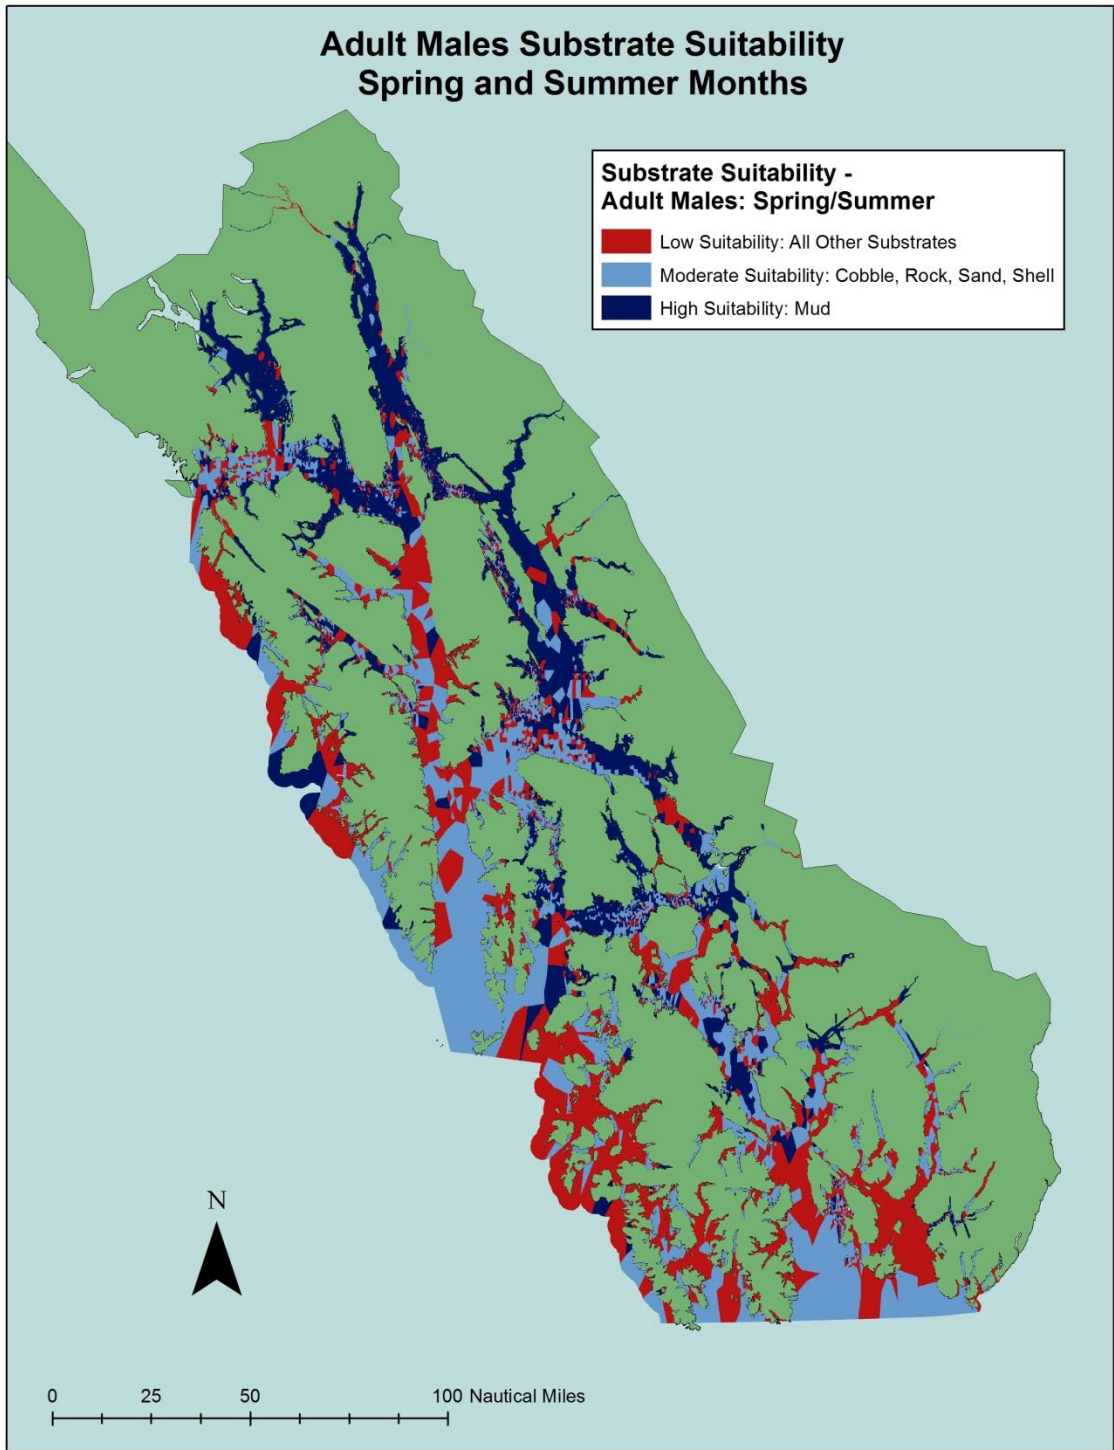 Adult Males Substrate Suitability
Spring and Summer Months
Substrate Suitability -
Adult Males: Spring/Summer
Low Suitability: All Other Substrates
Moderate Suitability: Cobble, Rock, Sand, Shell
High Suitability: Mud
N
0 25 50 100 Nautical Miles